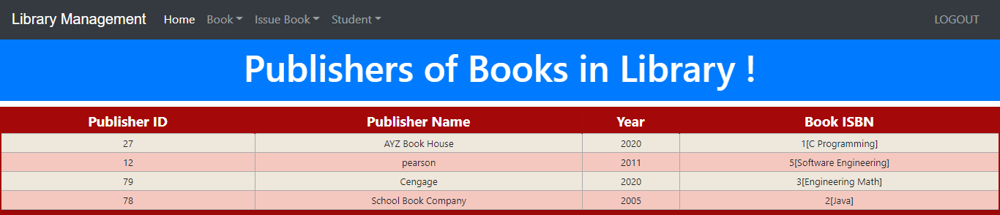 Library Management Home Book Issue Book Student LOGOUT
Publishers of Books in Library !
Publisher ID Publisher Name Year Book ISBN
27 AYZ Book House 2020 1[C Programming]
12 pearson 2011 5[Software Engineering]
79 Cengage 2020 3[Engineering Math]
78 School Book Company 2005 2[Java]